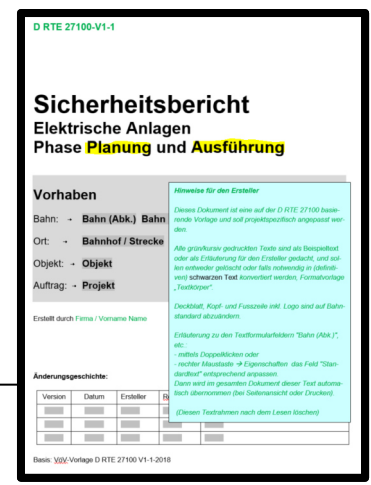 D RTE 27100-V1-1
Sicherheitsbericht
Elektrische Anlagen
Phase Planung und Ausführung
Vorhaben
Bahn: → Bahn (Abk.) Bahn
Ort: → Bahnhof / Strecke
Objekt: → Objekt
Auftrag: → Projekt
Erstellt durch Firma / Vorname Name
Hinweise für den Ersteller
Dieses Dokument ist eine auf der D RTE 27100 basie-
rende Vorlage und soll projektspezifisch angepasst wer-
den.
Alle grün/kursiv gedruckten Texte sind als Beispieltext
oder als Erläuterung für den Ersteller gedacht, und sol-
len entweder gelöscht oder falls notwendig in (definiti-
ven) schwarzen Text konvertiert werden, Formatvorlage
„Textkörper".
Deckblatt, Kopf- und Fusszeile inkl. Logo sind auf Bahn-
standard abzuändern.
Erläuterung zu den Textformularfeldern "Bahn (Abk.)",
etc.:
- mittels Doppelklicken oder
- rechter Maustaste → Eigenschaften das Feld "Stan-
dardtext" entsprechend anpassen.
Dann wird im gesamten Dokument dieser Text automa-
tisch übernommen (bei Seitenansicht oder Drucken).
(Diesen Textrahmen nach dem Lesen löschen)
Änderungsgeschichte:
Version Datum Ersteller
Basis: VöV-Vorlage D RTE 27100 V1-1-2018